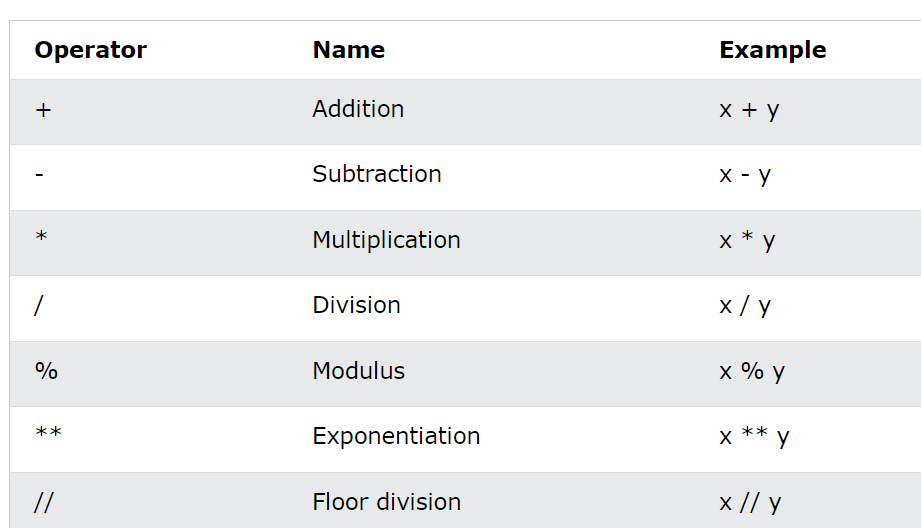 Operator Name Example
+ Addition x + y
- Subtraction x - y
* Multiplication x * y
/ Division x / y
% Modulus x % y
** Exponentiation x ** y
// Floor division x // y